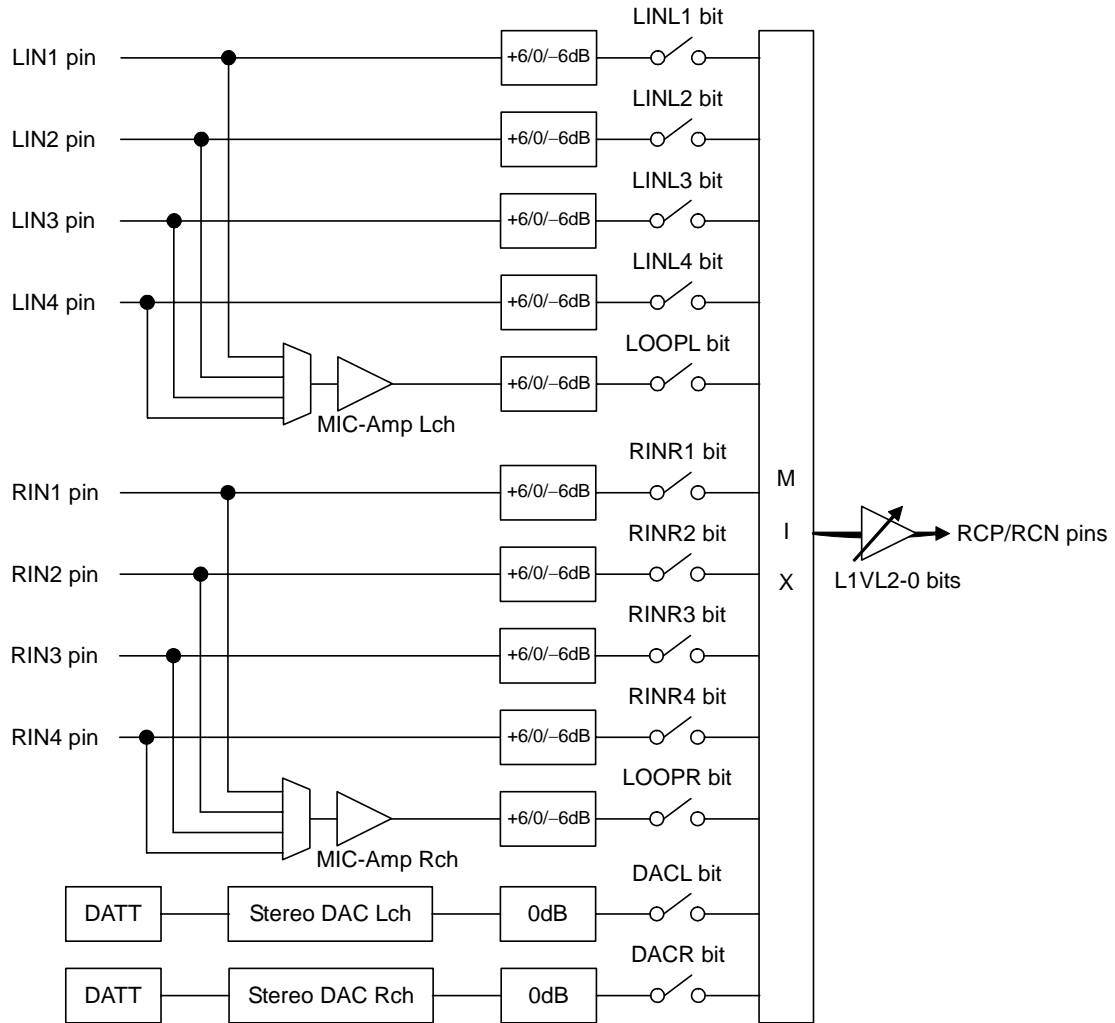 LINL1 bit
LIN1 pin
+6/0/−6dB
LINL2 bit
LIN2 pin
+6/0/−6dB
LINL3 bit
LIN3 pin
+6/0/−6dB
LINL4 bit
LIN4 pin
+6/0/−6dB
LOOPL bit
+6/0/−6dB
MIC-Amp Lch
RINR1 bit
RIN1 pin
+6/0/−6dB
RINR2 bit
RIN2 pin
+6/0/−6dB
RINR3 bit
RIN3 pin
+6/0/−6dB
RINR4 bit
RIN4 pin
+6/0/−6dB
LOOPR bit
+6/0/−6dB
MIC-Amp Rch
DACL bit
DATT
Stereo DAC Lch
0dB
DACR bit
DATT
Stereo DAC Rch
0dB
M
I
X
RCP/RCN pins
L1VL2-0 bits